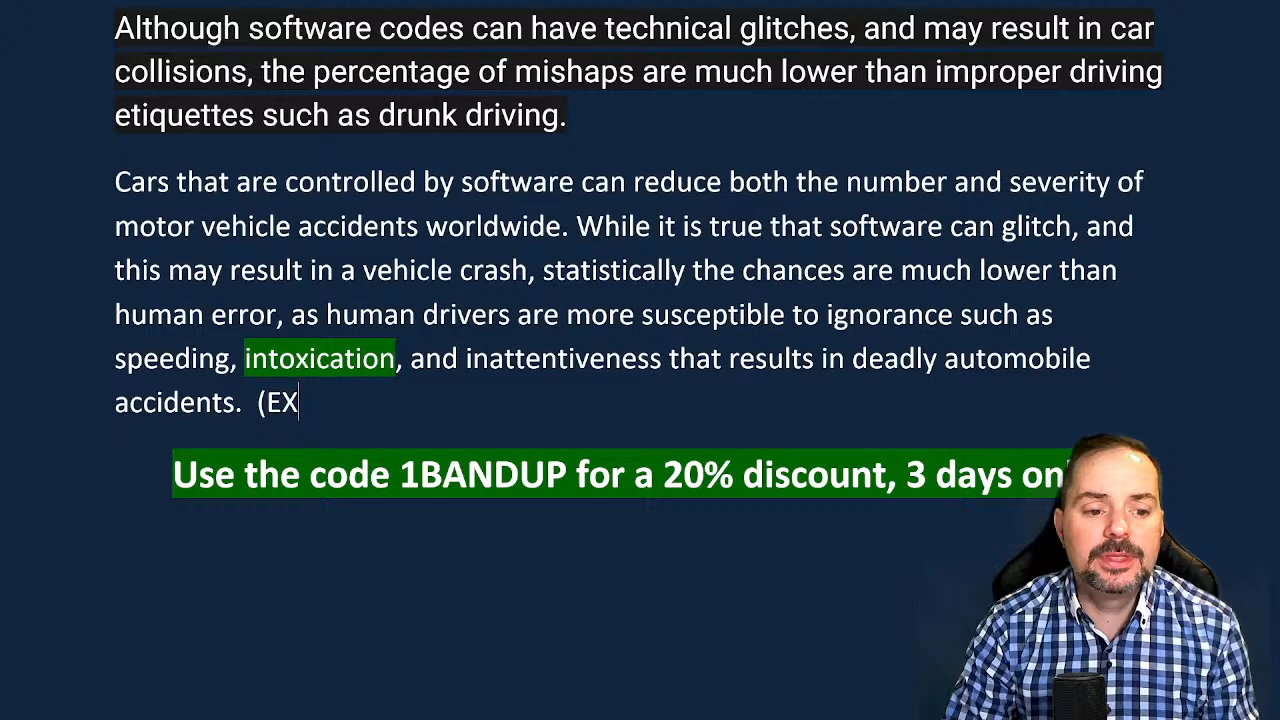 Although software codes can have technical glitches, and may result in car
collisions, the percentage of mishaps are much lower than improper driving
etiquettes such as drunk driving.
Cars that are controlled by software can reduce both the number and severity of
motor vehicle accidents worldwide. While it is true that software can glitch, and
this may result in a vehicle crash, statistically the chances are much lower than
human error, as human drivers are more susceptible to ignorance such as
speeding, intoxication, and inattentiveness that results in deadly automobile
accidents.  (EX
Use the code 1BANDUP for a 20% discount, 3 days